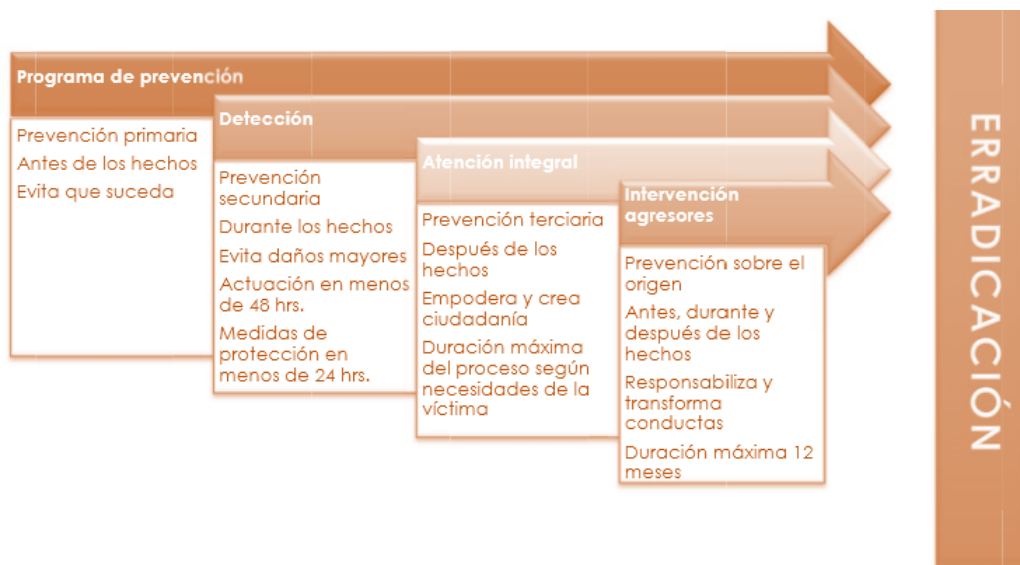 Programa de prevención
Prevención primaria
Antes de los hechos
Evita que suceda
Detección
Prevención
secundaria
Durante los hechos
Evita daños mayores
Actuación en menos
de 48 hrs.
Medidas de
protección en
menos de 24 hrs.
Atención integral
Prevención terciaria
Después de los
hechos
Empodera y crea
ciudadanía
Duración máxima
del proceso según
necesidades de la
víctima
Intervención
agresores
Prevención sobre el
origen
Antes, durante y
después de los
hechos
Responsabiliza y
transforma
conductas
Duración máxima 12
meses
ERRADICACIÓN